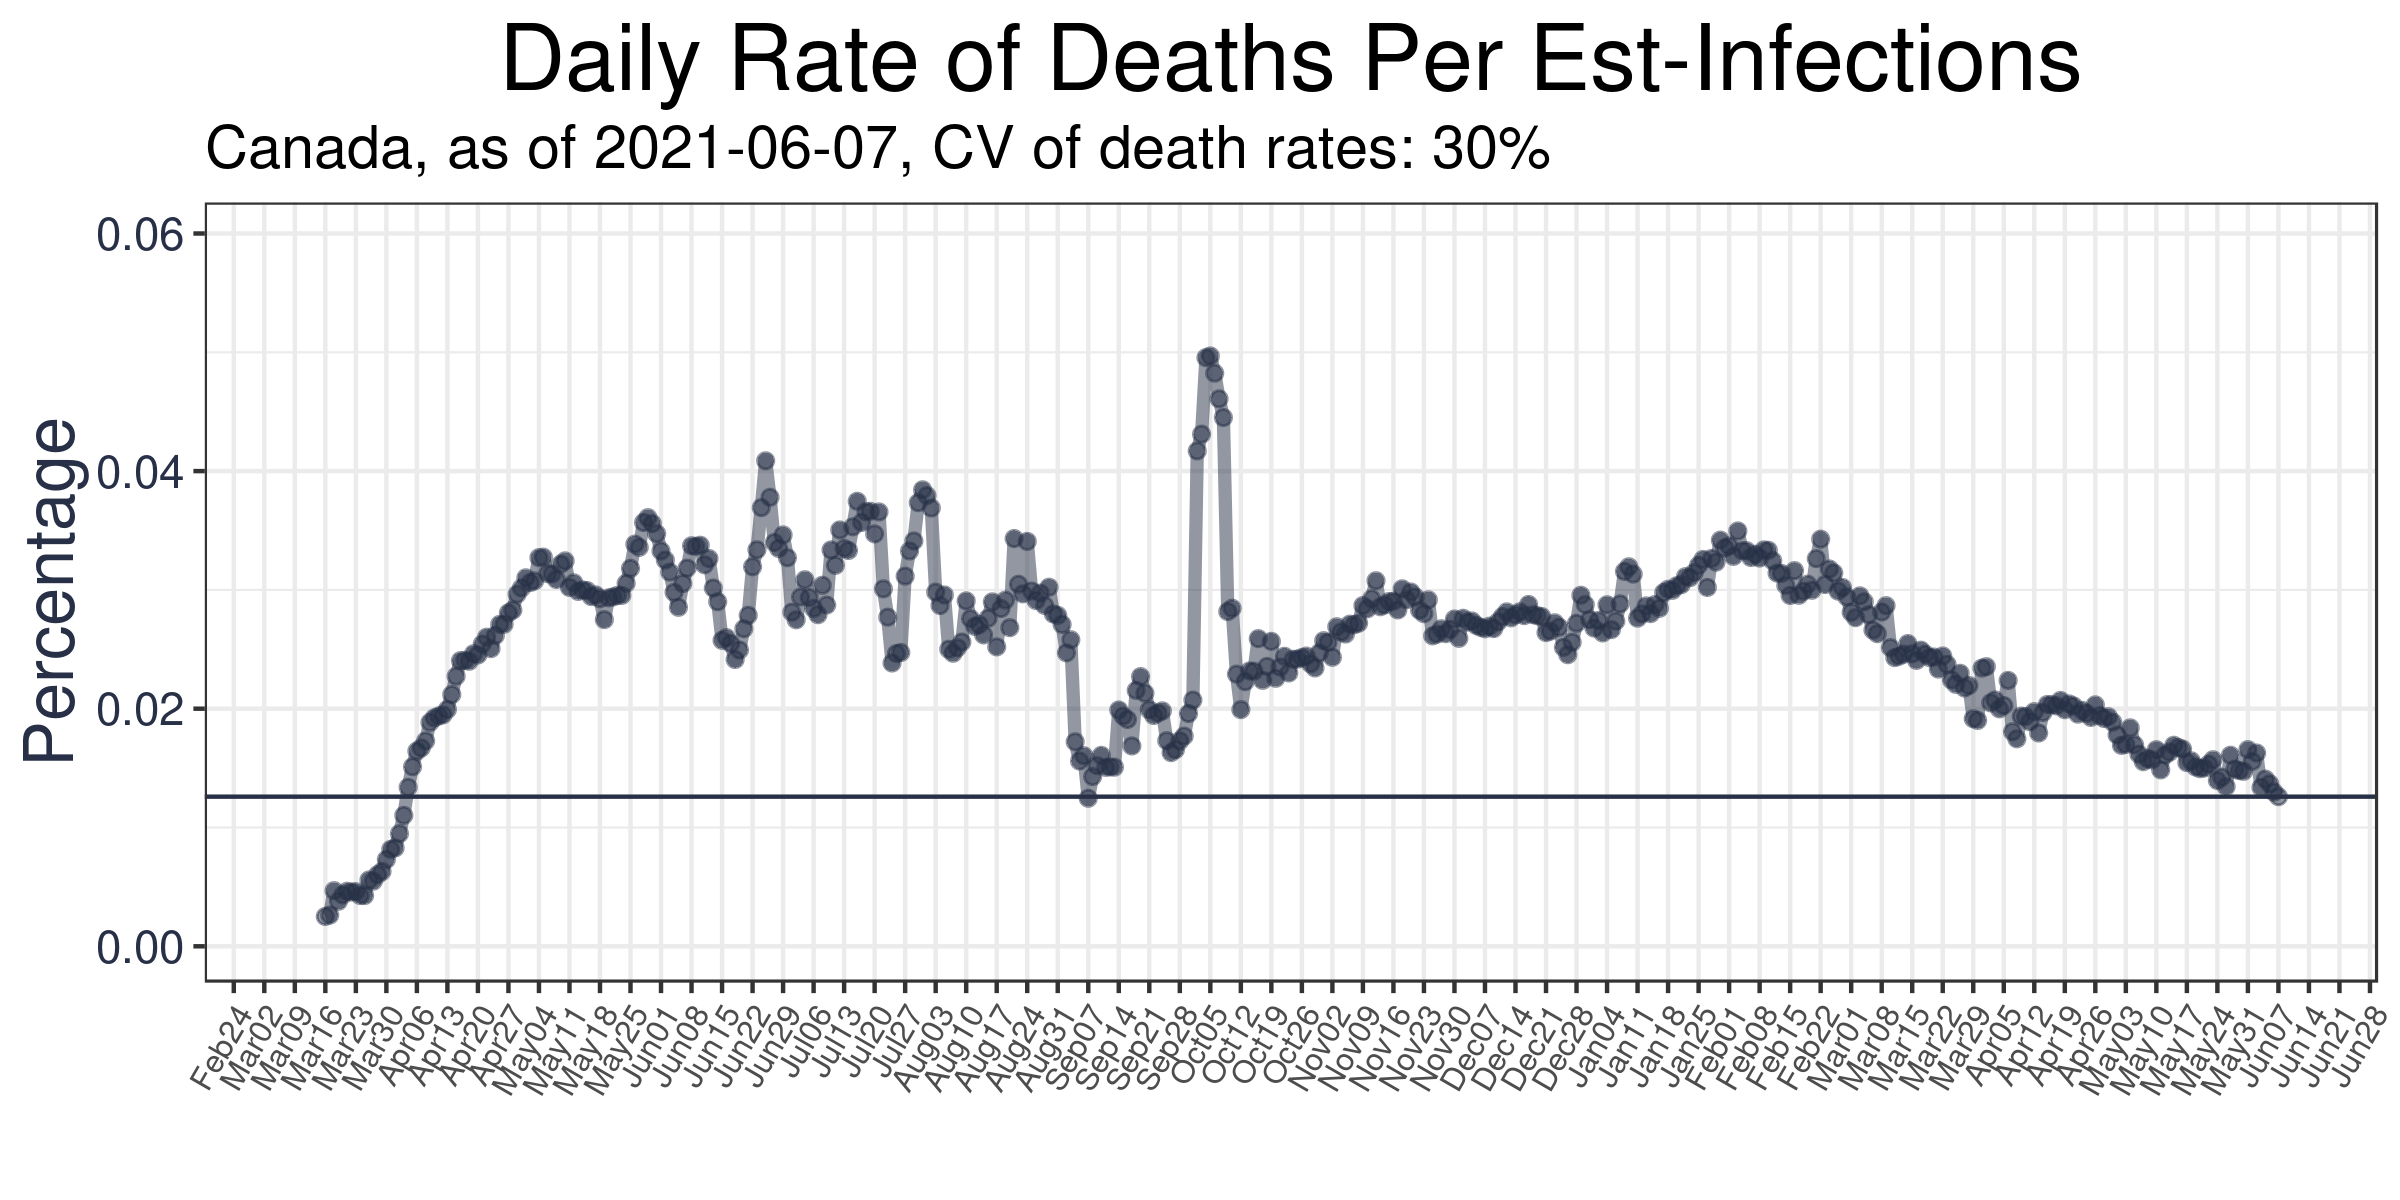 Daily Rate of Deaths Per Est-Infections
Canada, as of 2021-06-07, CV of death rates: 30%
Percentage
0.06
0.04
0.02
0.00
Feb24
Mar02
Mar09
Mar16
Mar23
Mar30
Apr06
Apr13
Apr20
Apr27
May04
May11
May18
May25
Jun01
Jun08
Jun15
Jun22
Jun29
Jul06
Jul13
Jul20
Jul27
Aug03
Aug10
Aug17
Aug24
Aug31
Sep07
Sep14
Sep21
Sep28
Oct05
Oct12
Oct19
Oct26
Nov02
Nov09
Nov16
Nov23
Nov30
Dec07
Dec14
Dec21
Dec28
Jan04
Jan11
Jan18
Jan25
Feb01
Feb08
Feb15
Feb22
Mar01
Mar08
Mar15
Mar22
Mar29
Apr05
Apr12
Apr19
Apr26
May03
May10
May17
May24
May31
Jun07
Jun14
Jun21
Jun28